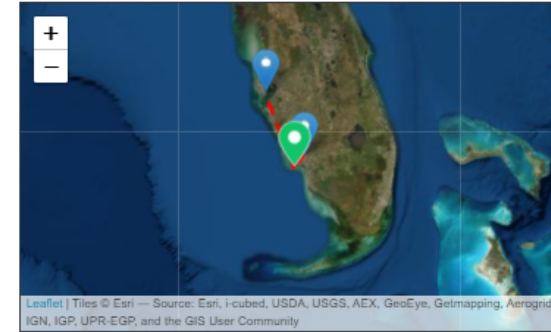 +
−
Leaflet | Tiles © Esri — Source: Esri, i-cubed, USDA, USGS, AEX, GeoEye, Getmapping, Aerogrid
IGN, IGP, UPR-EGP, and the GIS User Community